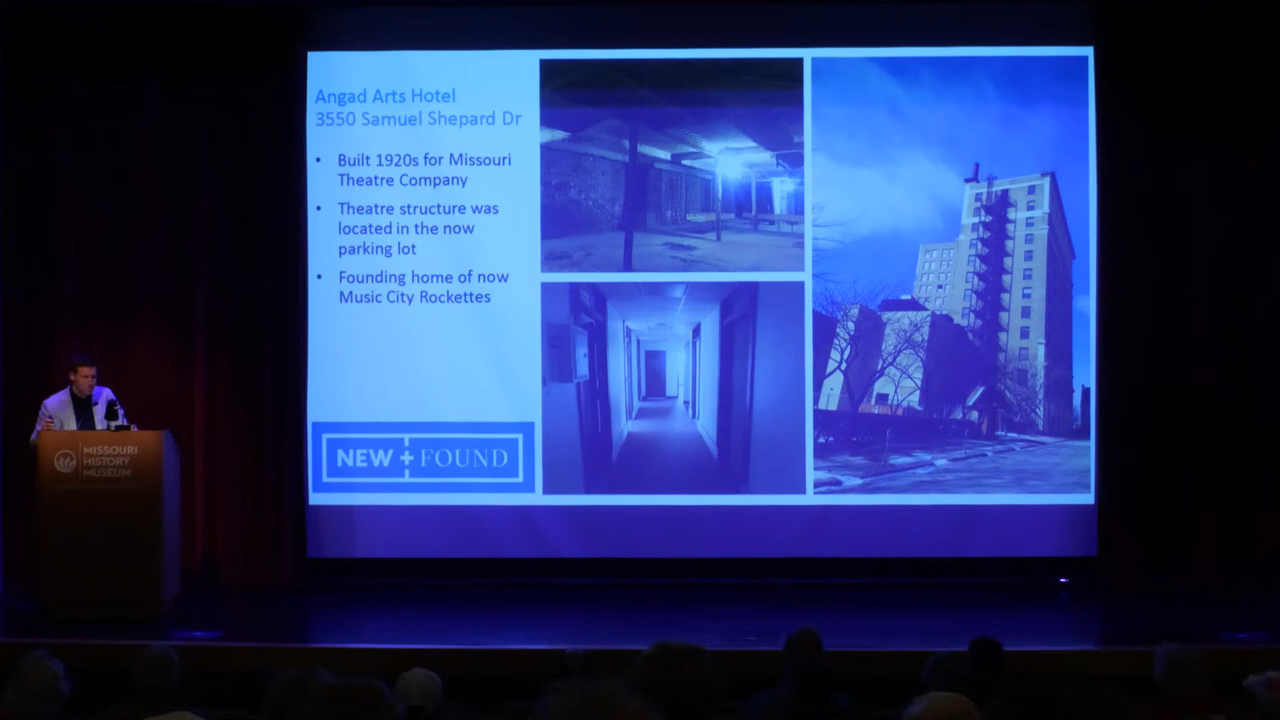 Angad Arts Hotel
3550 Samuel Shepard Dr
• Built 1920s for Missouri
Theatre Company
• Theatre structure was
located in the now
parking lot
• Founding home of now
Music City Rockettes
NEW + FOUND
MISSOURI
HISTORY
MUSEUM